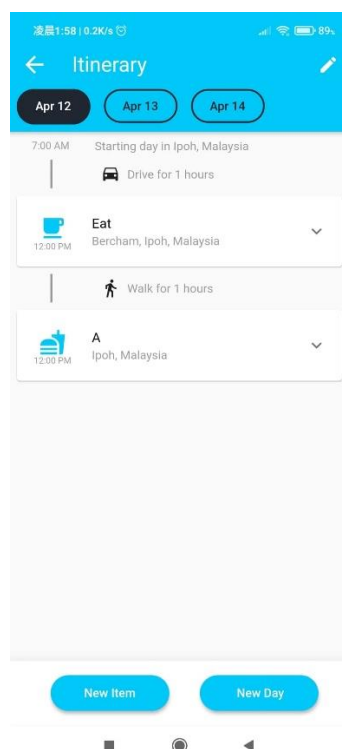 凌晨1:58 | 0.2K/s
89%
Itinerary
Apr 12 Apr 13 Apr 14
7:00 AM Starting day in Ipoh, Malaysia
Drive for 1 hours
Eat
12:00 PM Bercham, Ipoh, Malaysia
Walk for 1 hours
A
12:00 PM Ipoh, Malaysia
New Item New Day